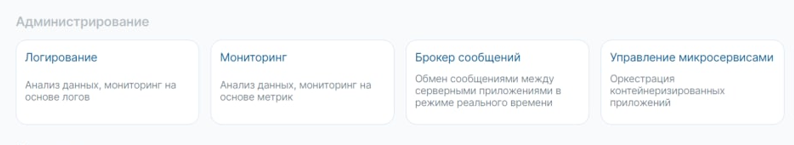 Администрирование
Логирование
Анализ данных, мониторинг на
основе логов
Мониторинг
Анализ данных, мониторинг на
основе метрик
Брокер сообщений
Обмен сообщениями между
серверными приложениями в
режиме реального времени
Управление микросервисами
Оркестрация
контейнеризированных
приложений